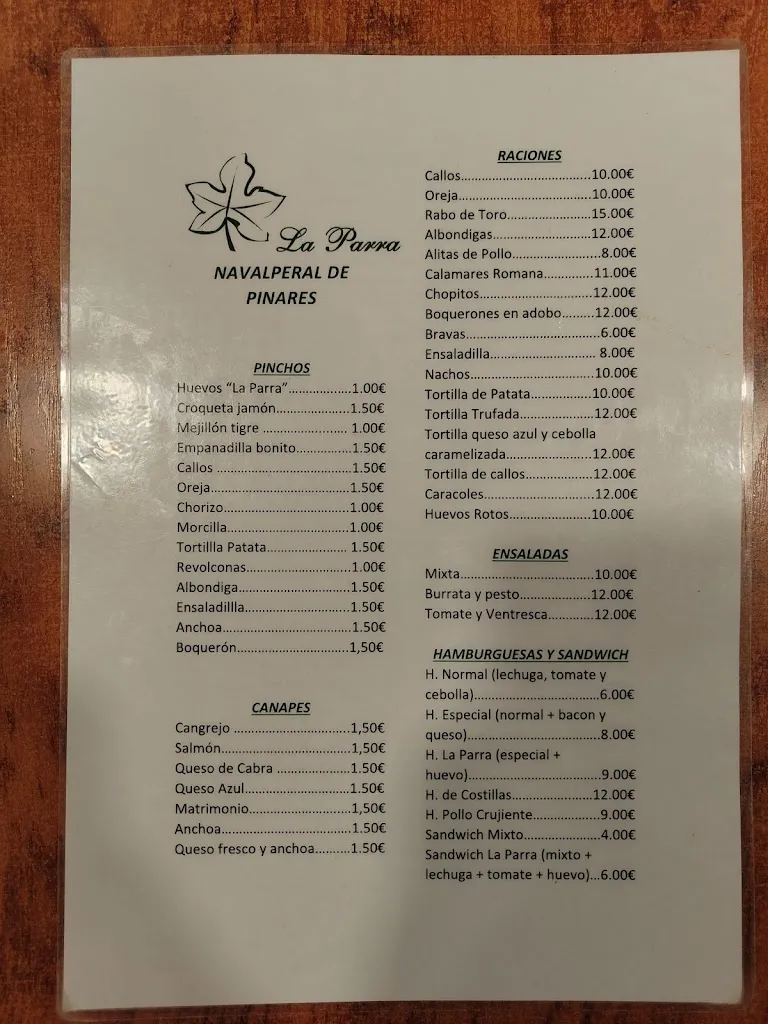 La Parra
NAVALPERAL DE
PINARES
PINCHOS
Huevos “La Parra”..................1.00€
Croqueta jamón.....................1.50€
Mejillón tigre ........................ 1.00€
Empanadilla bonito................1.50€
Callos ......................................1.50€
Oreja........................................1.50€
Chorizo....................................1.00€
Morcilla...................................1.00€
Tortillla Patata....................... 1.50€
Revolconas..............................1.00€
Albondiga................................1.50€
Ensaladillla..............................1.50€
Anchoa.....................................1.50€
Boquerón................................1,50€
CANAPES
Cangrejo .................................1,50€
Salmón.....................................1,50€
Queso de Cabra .....................1.50€
Queso Azul..............................1.50€
Matrimonio.............................1,50€
Anchoa.....................................1.50€
Queso fresco y anchoa..........1.50€
RACIONES
Callos.....................................10.00€
Oreja......................................10.00€
Rabo de Toro........................15.00€
Albondigas............................12.00€
Alitas de Pollo.........................8.00€
Calamares Romana..............11.00€
Chopitos................................12.00€
Boquerones en adobo.........12.00€
Bravas......................................6.00€
Ensaladilla.............................. 8.00€
Nachos...................................10.00€
Tortilla de Patata..................10.00€
Tortilla Trufada.....................12.00€
Tortilla queso azul y cebolla
caramelizada........................12.00€
Tortilla de callos...................12.00€
Caracoles...............................12.00€
Huevos Rotos........................10.00€
ENSALADAS
Mixta......................................10.00€
Burrata y pesto.....................12.00€
Tomate y Ventresca.............12.00€
HAMBURGUESAS Y SANDWICH
H. Normal (lechuga, tomate y
cebolla)....................................6.00€
H. Especial (normal + bacon y
queso)......................................8.00€
H. La Parra (especial +
huevo)......................................9.00€
H. de Costillas.......................12.00€
H. Pollo Crujiente...................9.00€
Sandwich Mixto......................4.00€
Sandwich La Parra (mixto +
lechuga + tomate + huevo)...6.00€